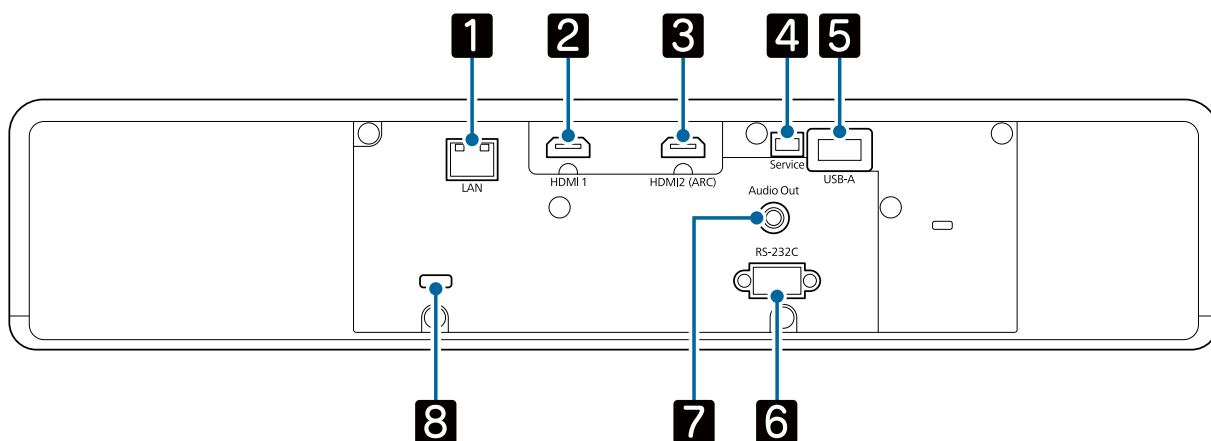 1 2 3 4 5
LAN HDMI 1 HDMI2 (ARC) Service USB-A
Audio Out
RS-232C
8 7 6